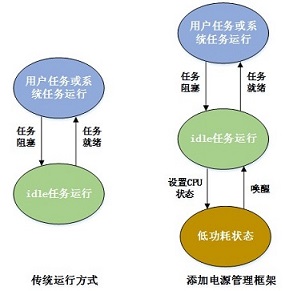 用户任务或系
统任务运行
任务
阻塞
任务
就绪
idle任务运行
传统运行方式
用户任务或系
统任务运行
任务
阻塞
任务
就绪
idle任务运行
设置CPU
状态
唤醒
低功耗状态
添加电源管理框架